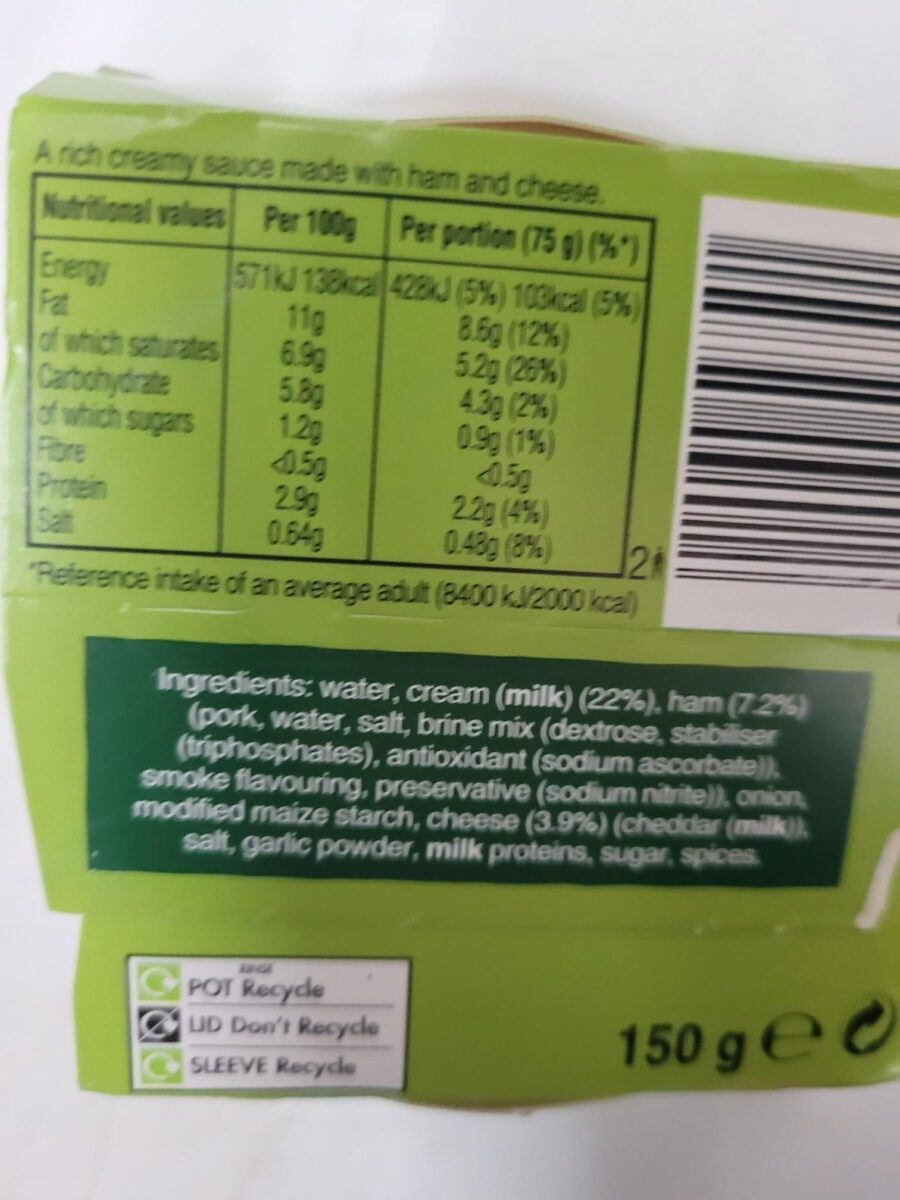 A rich creamy sauce made with ham and cheese.
Nutritional values Per 100g Per portion (75 g) (%*)
Energy 571kJ 138kcal 428kJ (5%) 103kcal (5%)
Fat 11g 8.6g (12%)
of which saturates 6.9g 5.2g (26%)
Carbohydrate 5.8g 4.3g (2%)
of which sugars 1.2g 0.9g (1%)
Fibre <0.5g <0.5g
Protein 2.9g 2.2g (4%)
Salt 0.64g 0.48g (8%)
2
*Reference intake of an average adult (8400 kJ/2000 kcal)
Ingredients: water, cream (milk) (22%), ham (7.2%)
(pork, water, salt, brine mix (dextrose, stabiliser
(triphosphates), antioxidant (sodium ascorbate)),
smoke flavouring, preservative (sodium nitrite)), onion,
modified maize starch, cheese (3.9%) (cheddar (milk)),
salt, garlic powder, milk proteins, sugar, spices.
RINSE
POT Recycle
LID Don't Recycle
SLEEVE Recycle
150 g e